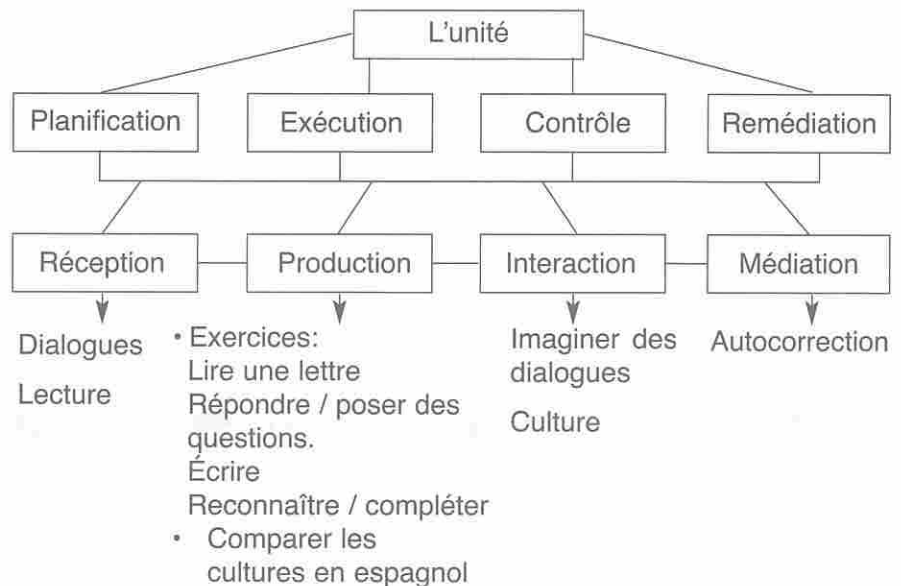 L'unité
Planification
Exécution
Contrôle
Remédiation
Réception
Production
Interaction
Médiation
Dialogues
Lecture
• Exercices:
Lire une lettre
Répondre / poser des
questions.
Écrire
Reconnaître / compléter
• Comparer les
cultures en espagnol
Imaginer des
dialogues
Culture
Autocorrection